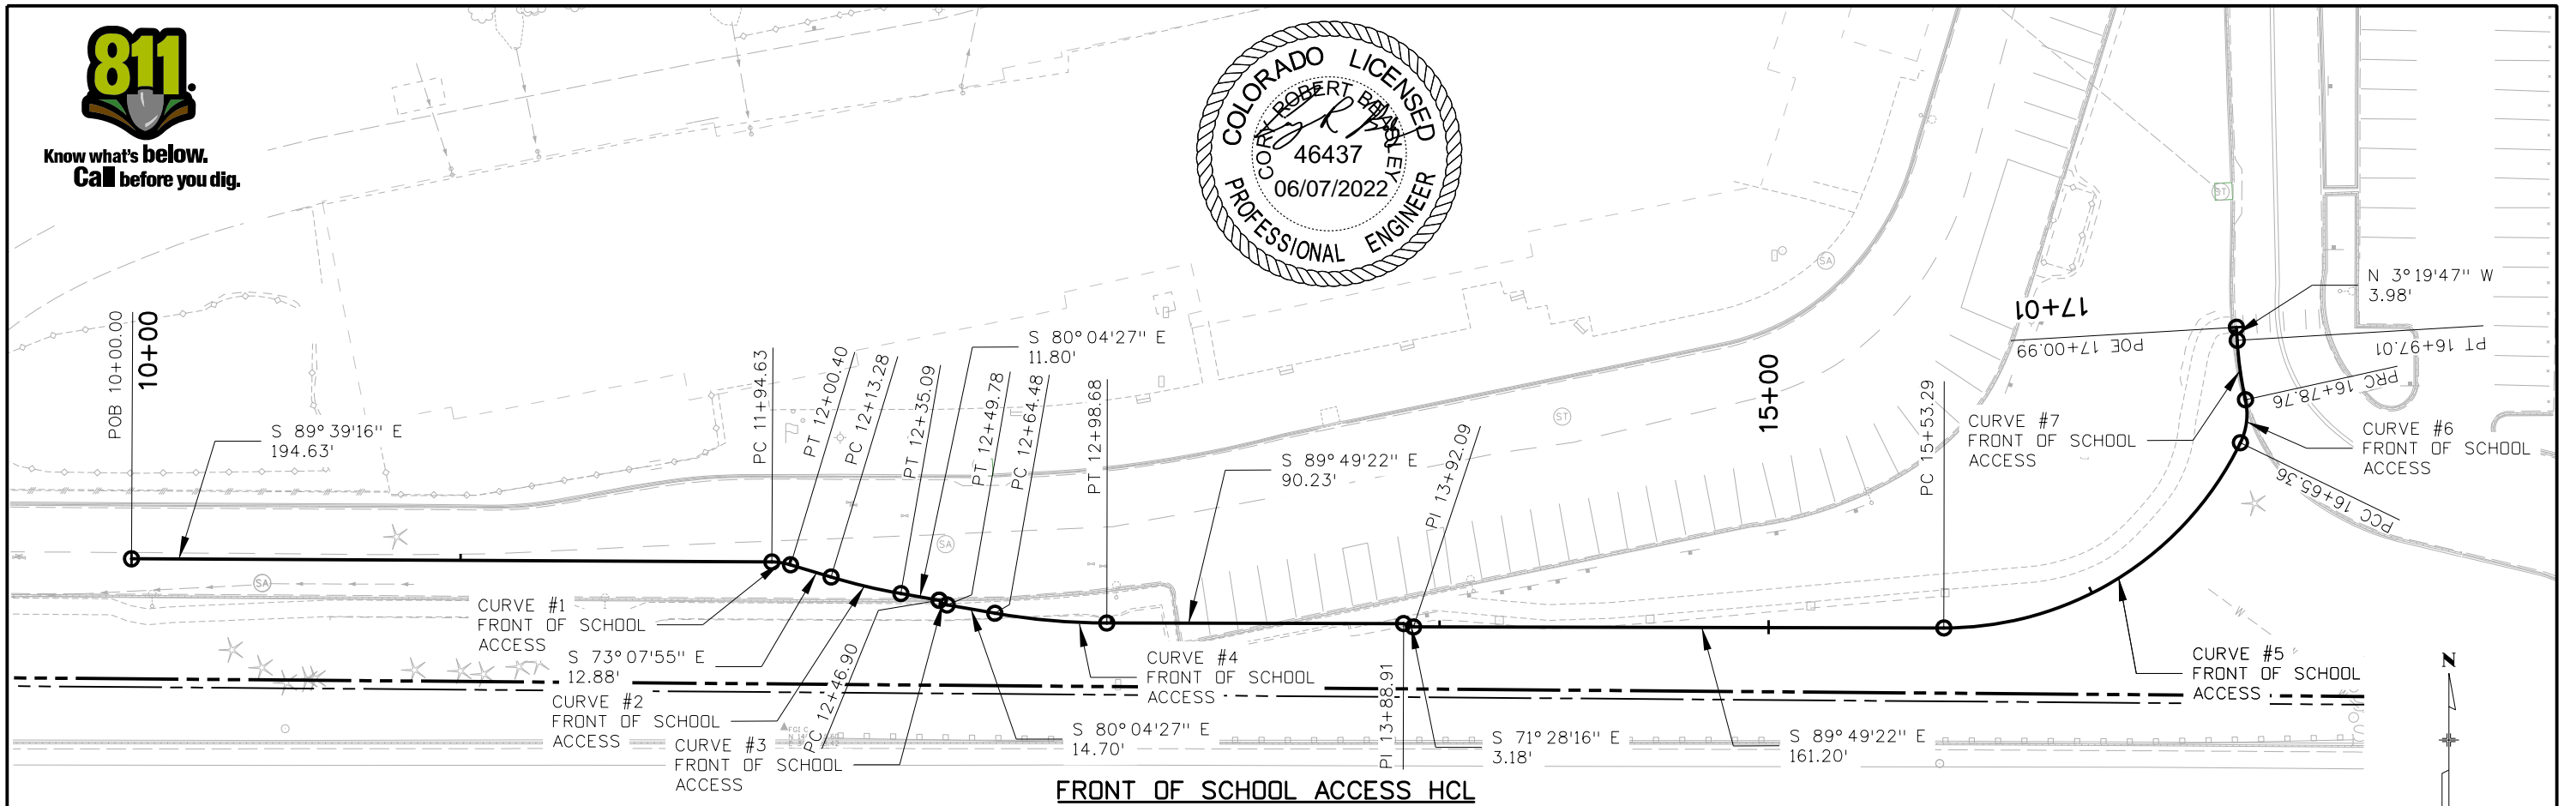 811.
Know what's below.
Call before you dig.
COLORADO LICENSED
PROFESSIONAL ENGINEER
46437
06/07/2022
POB 10+00.00
10+00
S 89°39'16" E
194.63'
PC 11+94.63
PT 12+00.40
PC 12+13.28
PT 12+35.09
S 80°04'27" E
11.80'
PT 12+49.78
PC 12+64.48
PT 12+98.68
S 89°49'22" E
90.23'
PI 13+92.09
15+00
PC 15+53.29
17+01
POE 17+00.99
N 3°19'47" W
3.98'
PT 16+97.01
PRC 16+78.76
CURVE #7
FRONT OF SCHOOL
ACCESS
CURVE #6
FRONT OF SCHOOL
ACCESS
PCC 16+65.36
SA
SA
SA
ST
ST
CURVE #1
FRONT OF SCHOOL
ACCESS
S 73°07'55" E
12.88'
CURVE #2
FRONT OF SCHOOL
ACCESS
PC 12+46.90
CURVE #3
FRONT OF SCHOOL
ACCESS
S 80°04'27" E
14.70'
CURVE #4
FRONT OF SCHOOL
ACCESS
PI 13+88.91
S 71°28'16" E
3.18'
S 89°49'22" E
161.20'
CURVE #5
FRONT OF SCHOOL
ACCESS
W
N
FRONT OF SCHOOL ACCESS HCL